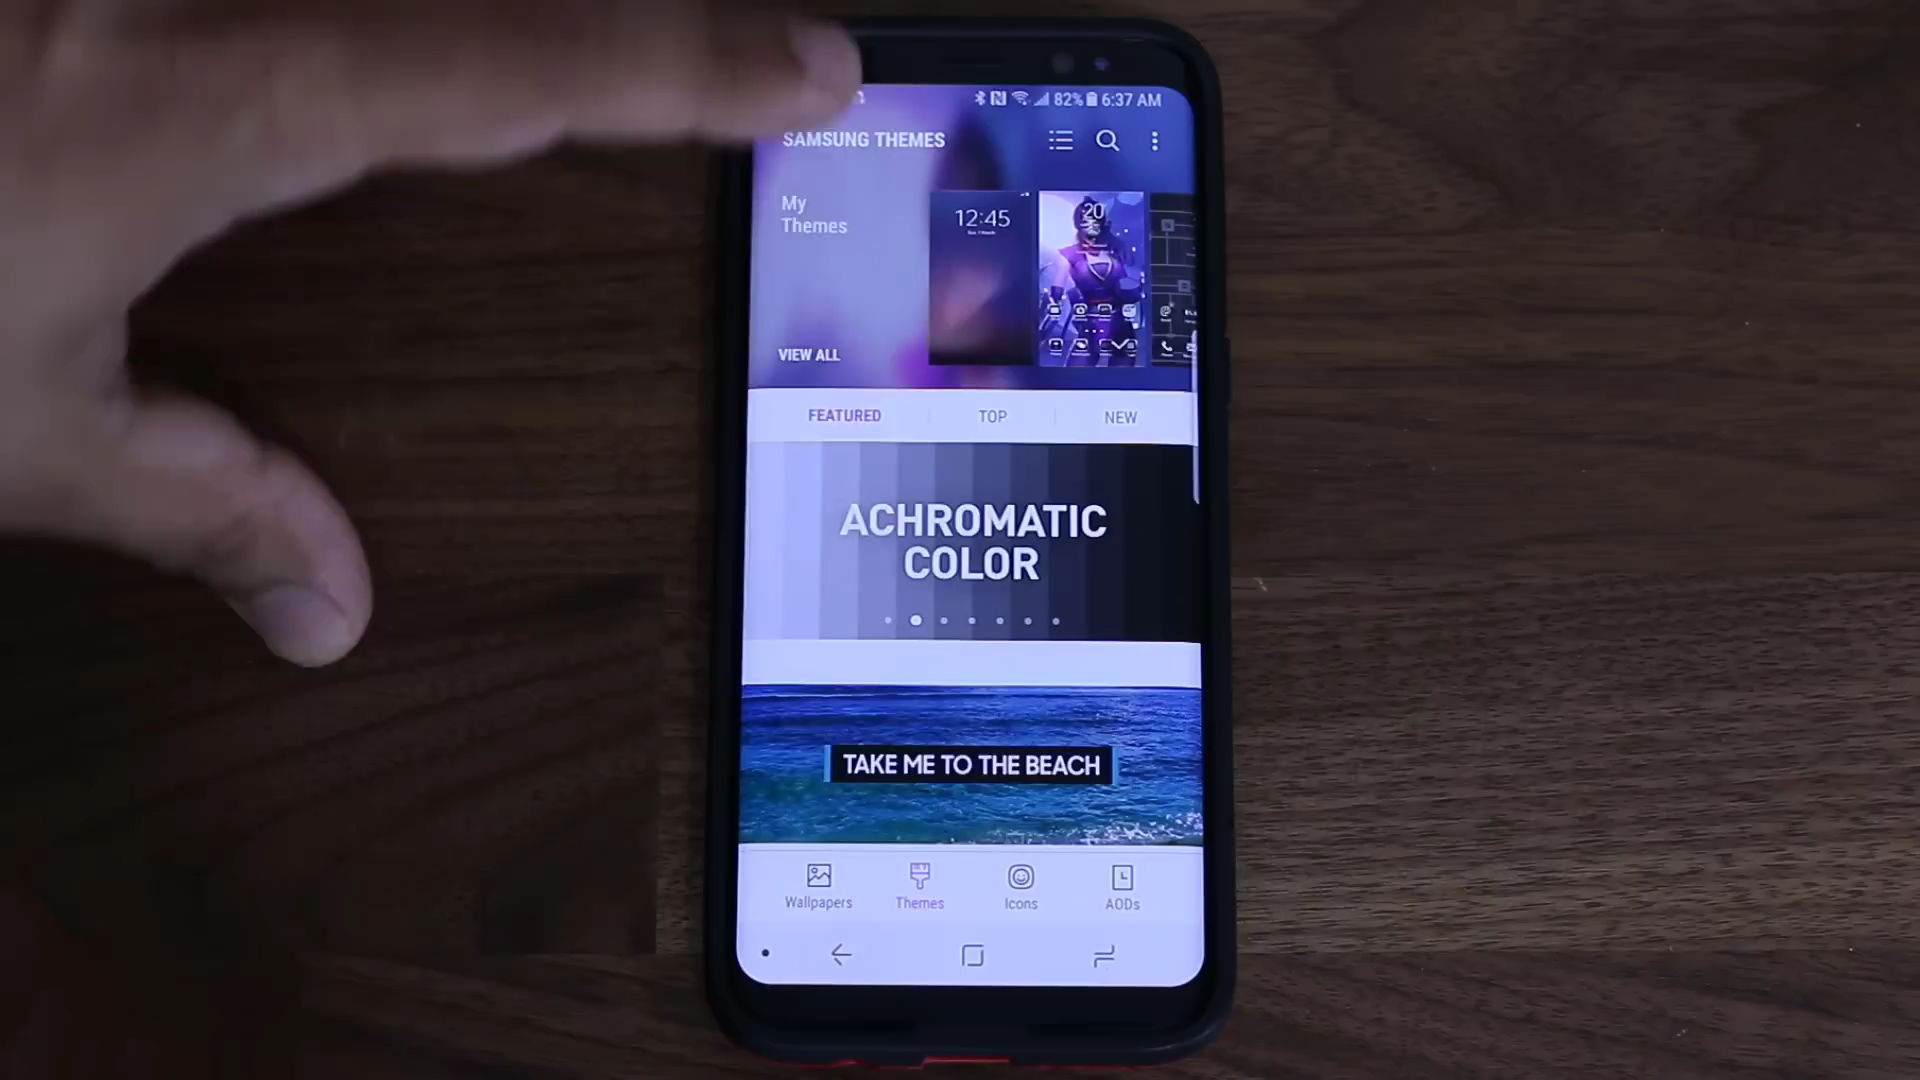 82% 6:37 AM
SAMSUNG THEMES
My
Themes
12:45
20
VIEW ALL
FEATURED
TOP
NEW
ACHROMATIC
COLOR
TAKE ME TO THE BEACH
Wallpapers
Themes
Icons
AODs